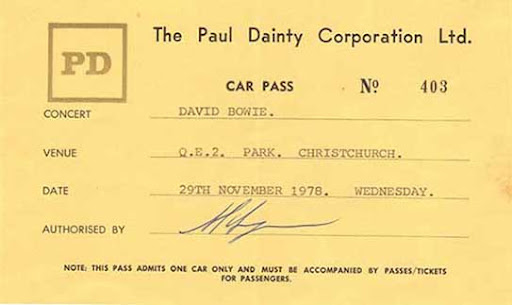 PD
The Paul Dainty Corporation Ltd.
CAR PASS No 403
CONCERT DAVID BOWIE.
VENUE Q.E.2. PARK. CHRISTCHURCH.
DATE 29TH NOVEMBER 1978. WEDNESDAY.
AUTHORISED BY
NOTE: THIS PASS ADMITS ONE CAR ONLY AND MUST BE ACCOMPANIED BY PASSES/TICKETS
FOR PASSENGERS.